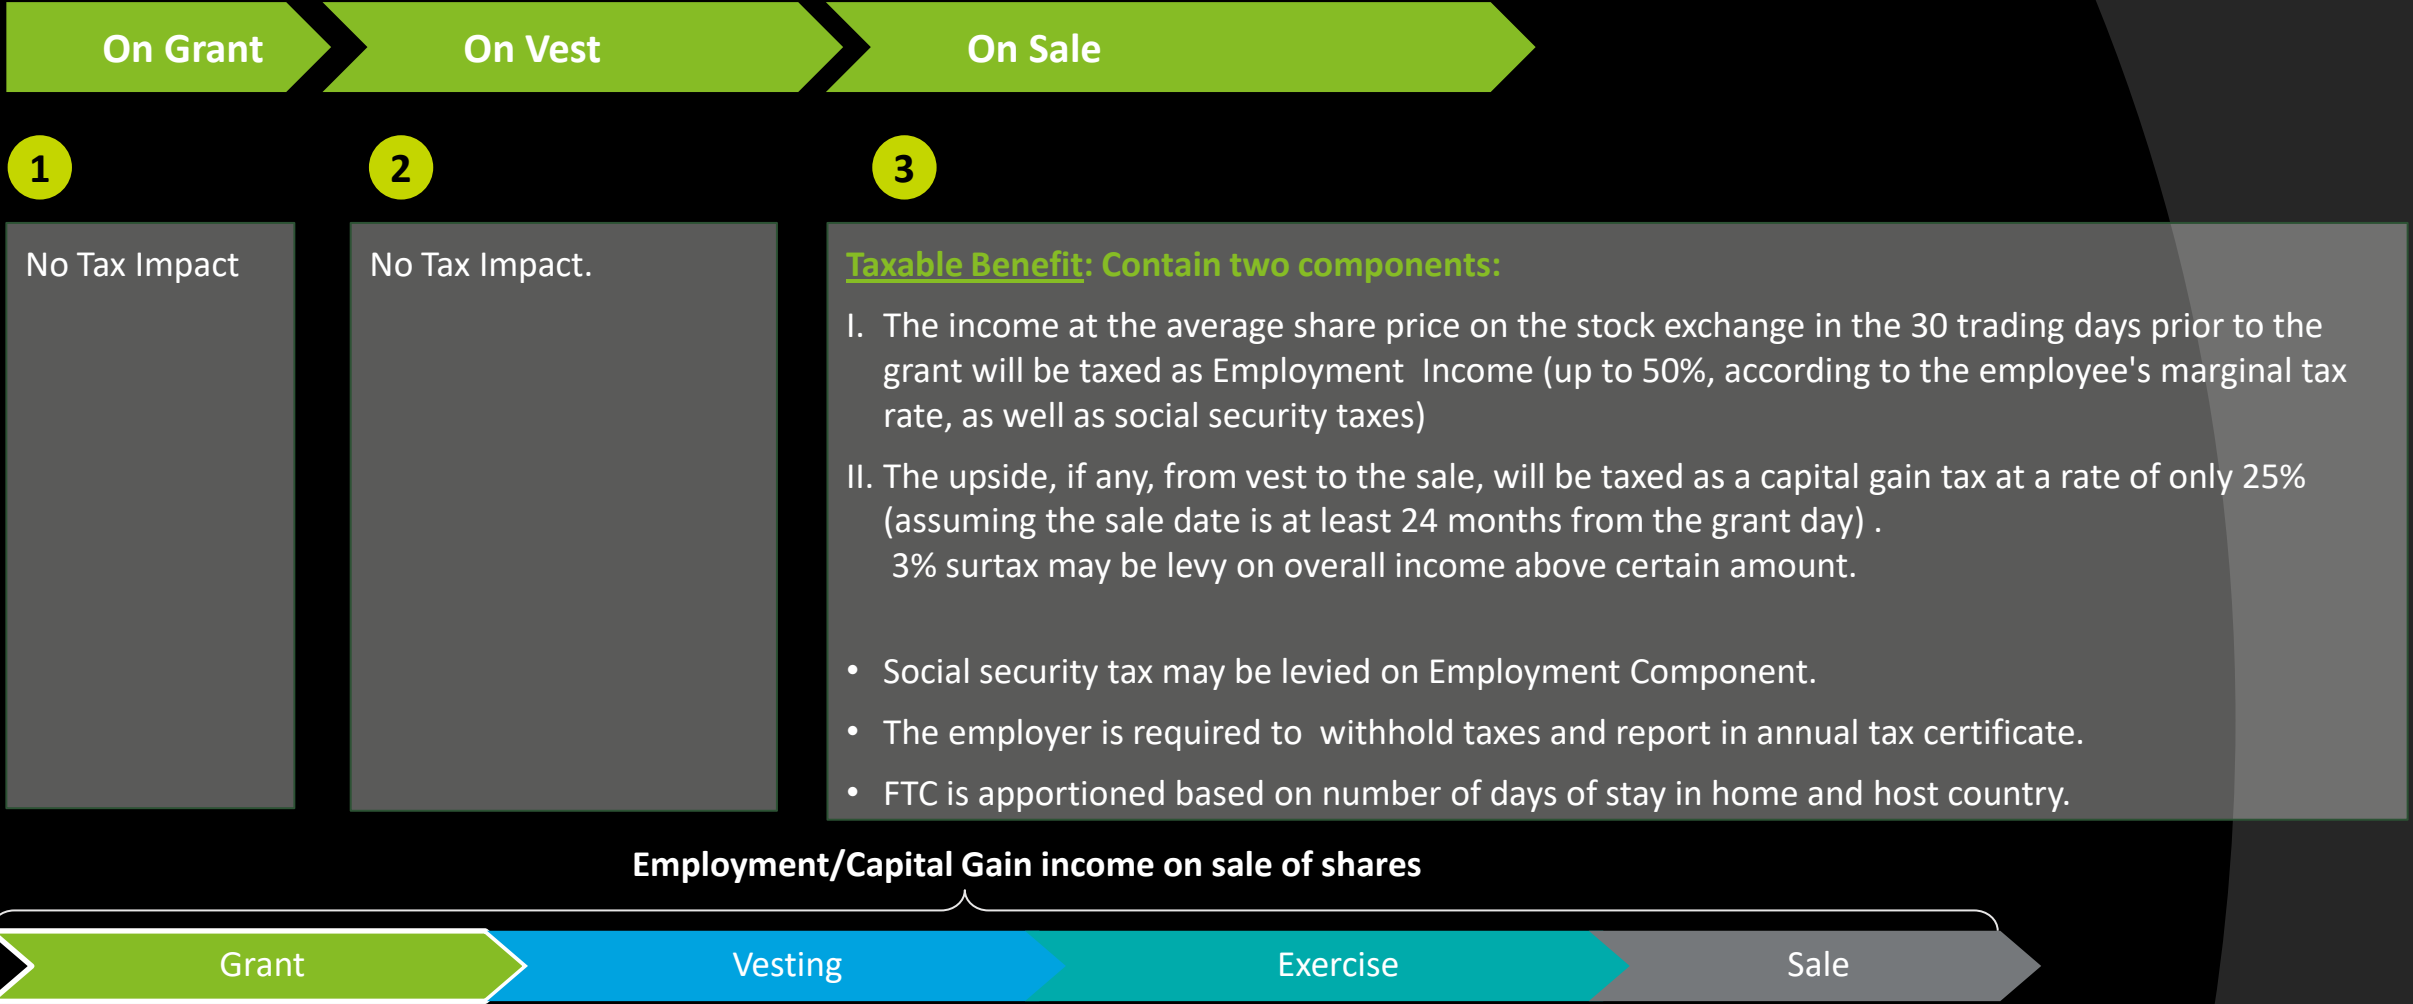 On Grant
On Vest
On Sale
1
2
3
No Tax Impact
No Tax Impact.
Taxable Benefit: Contain two components:
I. The income at the average share price on the stock exchange in the 30 trading days prior to the
grant will be taxed as Employment  Income (up to 50%, according to the employee's marginal tax
rate, as well as social security taxes)
II. The upside, if any, from vest to the sale, will be taxed as a capital gain tax at a rate of only 25%
(assuming the sale date is at least 24 months from the grant day) .
3% surtax may be levy on overall income above certain amount.
• Social security tax may be levied on Employment Component.
• The employer is required to  withhold taxes and report in annual tax certificate.
• FTC is apportioned based on number of days of stay in home and host country.
Employment/Capital Gain income on sale of shares
Grant
Vesting
Exercise
Sale